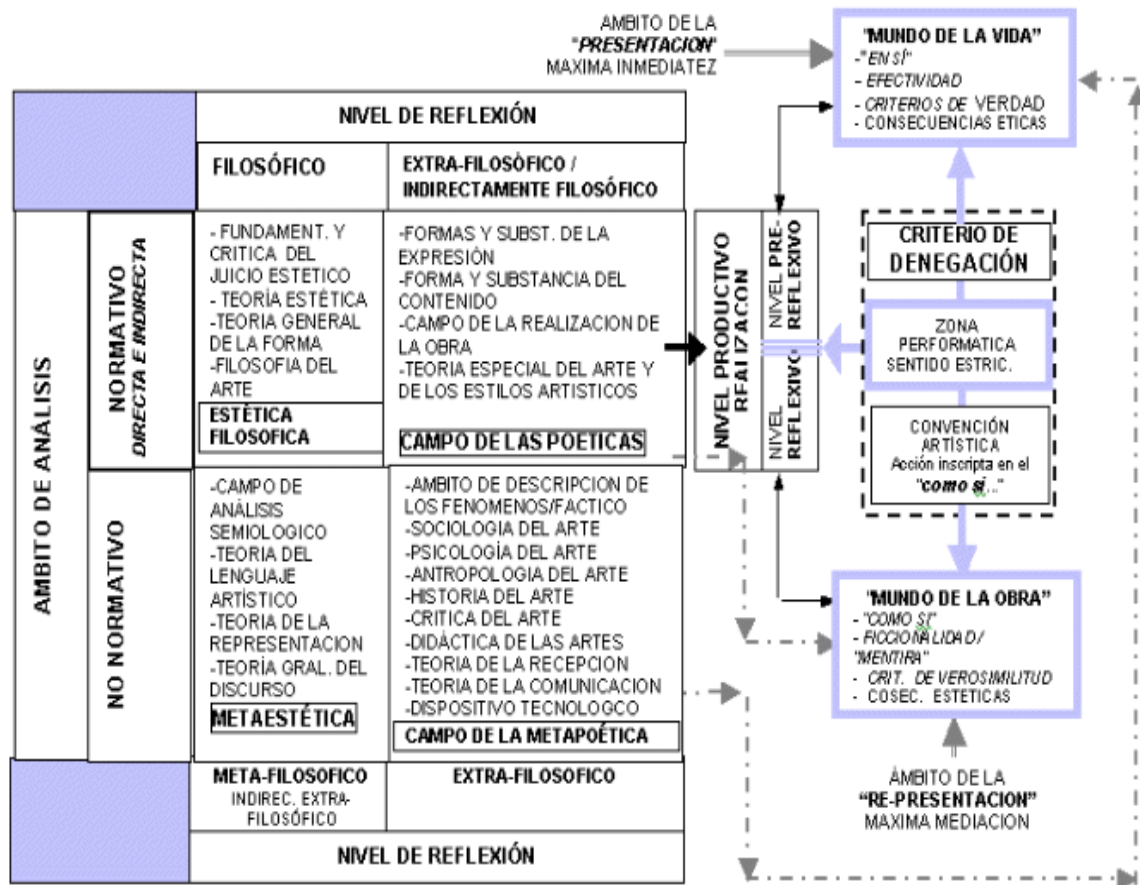 ÁMBITO DE LA
"PRESENTACION"
MAXIMA INMEDIATEZ
"MUNDO DE LA VIDA"
-"EN SÍ"
- EFECTIVIDAD
- CRITERIOS DE VERDAD
- CONSECUENCIAS ETICAS
NIVEL DE REFLEXIÓN
FILOSÓFICO
EXTRA-FILOSÓFICO /
INDIRECTAMENTE FILOSÓFICO
AMBITO DE ANÁLISIS
NORMATIVO
DIRECTA E INDIRECTA
- FUNDAMENT. Y
CRITICA DEL
JUICIO ESTETICO
- TEORÍA ESTÉTICA
-TEORIA GENERAL
DE LA FORMA
-FILOSOFIA DEL
ARTE
ESTÉTICA
FILOSOFICA
-FORMAS Y SUBST. DE LA
EXPRESIÓN
-FORMA Y SUBSTANCIA DEL
CONTENIDO
-CAMPO DE LA REALIZACION DE
LA OBRA
-TEORIA ESPECIAL DEL ARTE Y
DE LOS ESTILOS ARTISTICOS
CAMPO DE LAS POETICAS
NIVEL PRODUCTIVO
REALIZACON
NIVEL PRE-
REFLEXIVO
NIVEL
REFLEXIVO
CRITERIO DE
DENEGACIÓN
ZONA
PERFORMATICA
SENTIDO ESTRIC.
CONVENCIÓN
ARTÍSTICA
Acción inscripta en el
"como si..."
NO NORMATIVO
-CAMPO DE
ANÁLISIS
SEMIOLOGICO
-TEORIA DEL
LENGUAJE
ARTÍSTICO
-TEORIA DE LA
REPRESENTACION
-TEORÍA GRAL. DEL
DISCURSO
METAESTÉTICA
-AMBITO DE DESCRIPCION DE
LOS FENOMENOS/FACTICO
-SOCIOLOGIA DEL ARTE
-PSICOLOGÍA DEL ARTE
-ANTROPOLOGIA DEL ARTE
-HISTORIA DEL ARTE
-CRITICA DEL ARTE
-DIDÁCTICA DE LAS ARTES
-TEORIA DE LA RECEPCION
-TEORIA DE LA COMUNICACION
-DISPOSITIVO TECNOLOGCO
CAMPO DE LA METAPOÉTICA
"MUNDO DE LA OBRA"
- "COMO SI"
- FICCIONALIDAD/
"MENTIRA"
- CRIT. DE VEROSIMILITUD
- COSEC. ESTETICAS
META-FILOSOFICO
INDIREC. EXTRA-
FILOSÓFICO
EXTRA-FILOSOFICO
NIVEL DE REFLEXIÓN
ÁMBITO DE LA
"RE-PRESENTACION"
MAXIMA MEDIACION